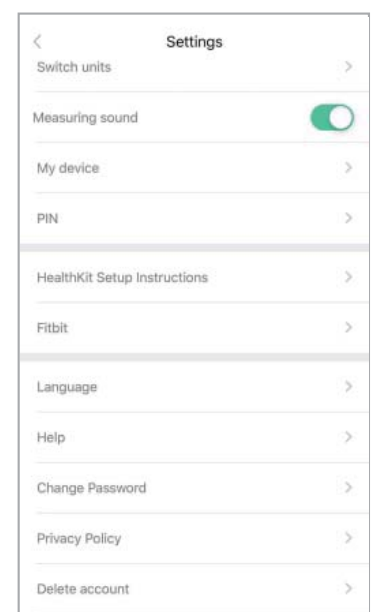 Settings
Switch units
Measuring sound
My device
PIN
HealthKit Setup Instructions
Fitbit
Language
Help
Change Password
Privacy Policy
Delete account